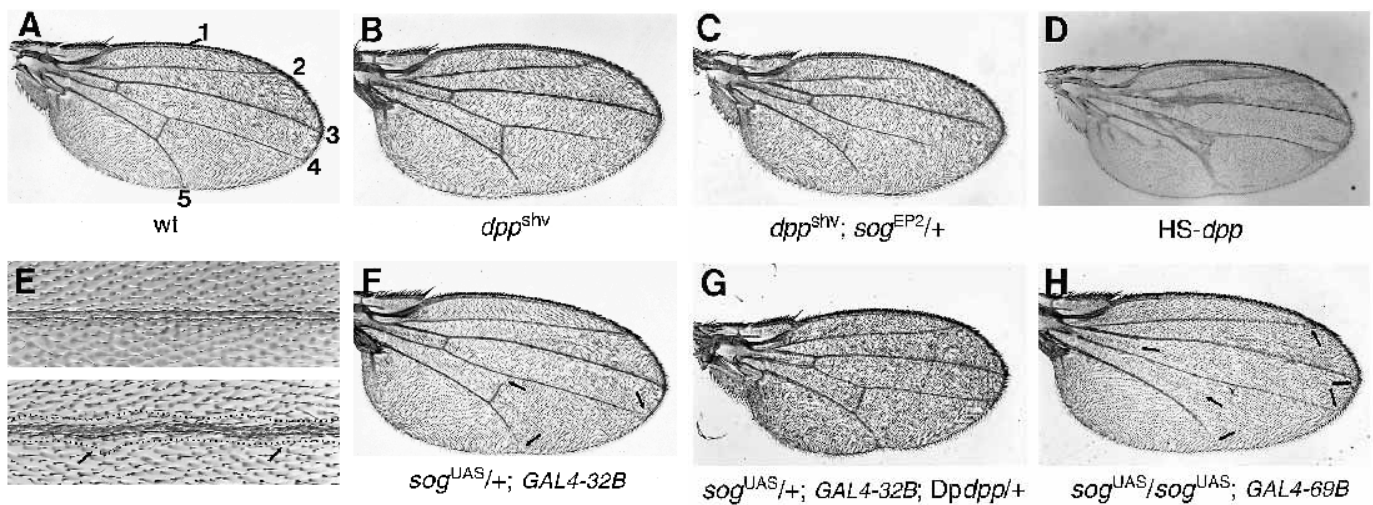 A
1
2
3
4
5
wt
B
dpp^shv
C
dpp^shv; sog^EP2/+
D
HS-dpp
E
F
sog^UAS/+; GAL4-32B
G
sog^UAS/+; GAL4-32B; Dpdpp/+
H
sog^UAS/sog^UAS; GAL4-69B